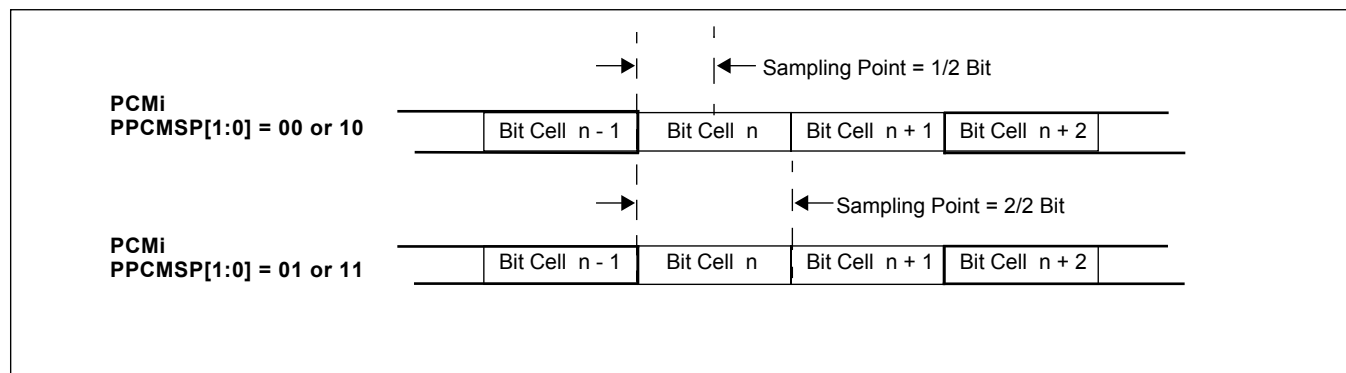 Sampling Point = 1/2 Bit
PCMi
PPCMSP[1:0] = 00 or 10
Bit Cell n - 1 Bit Cell n Bit Cell n + 1 Bit Cell n + 2
Sampling Point = 2/2 Bit
PCMi
PPCMSP[1:0] = 01 or 11
Bit Cell n - 1 Bit Cell n Bit Cell n + 1 Bit Cell n + 2